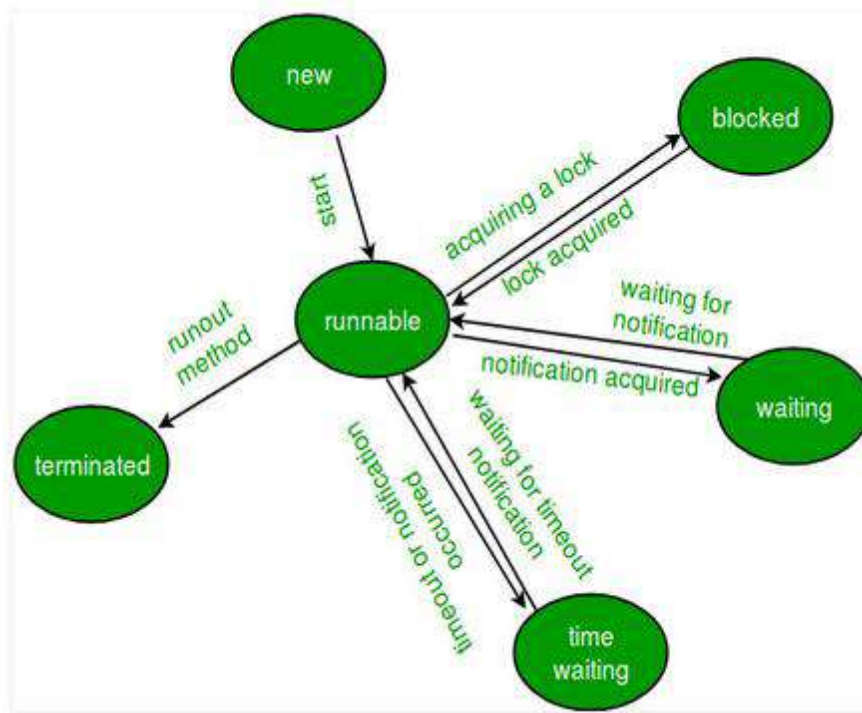 new
blocked
start
acquiring a lock
lock acquired
waiting for
notification
runnable
runout
method
notification acquired
waiting
terminated
waiting for timeout
notification
timeout or notification
occurred
time
waiting